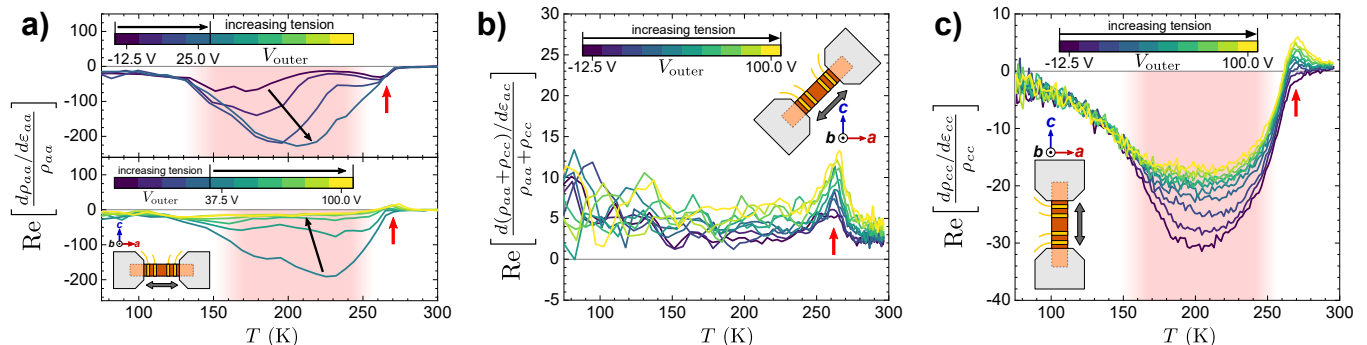 a)
increasing tension
-12.5 V
25.0 V
V_outer
0
-100
-200
increasing tension
V_outer
37.5 V
100.0 V
0
-100
-200
c
b
a
100
150
200
250
300
T (K)
Re [ dρ_aa/dε_aa / ρ_aa ]
b)
increasing tension
-12.5 V
100.0 V
V_outer
30
25
20
15
10
5
0
-5
c
b
a
100
150
200
250
300
T (K)
Re [ d(ρ_aa + ρ_cc)/dε_ac / ρ_aa + ρ_cc ]
c)
increasing tension
-12.5 V
100.0 V
V_outer
10
0
-10
-20
-30
-40
c
b
a
100
150
200
250
300
T (K)
Re [ dρ_cc/dε_cc / ρ_cc ]